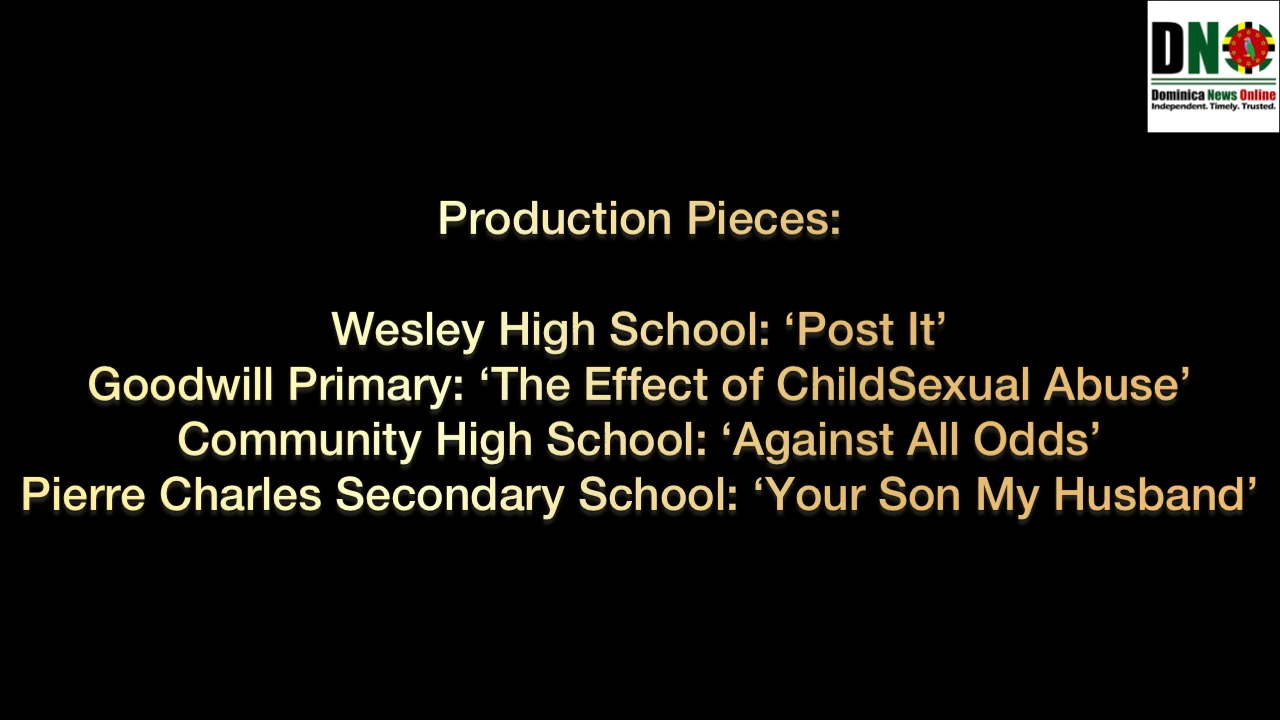 DNO
Dominica News Online
Independent. Timely. Trusted.
Production Pieces:
Wesley High School: ‘Post It’
Goodwill Primary: ‘The Effect of ChildSexual Abuse’
Community High School: ‘Against All Odds’
Pierre Charles Secondary School: ‘Your Son My Husband’